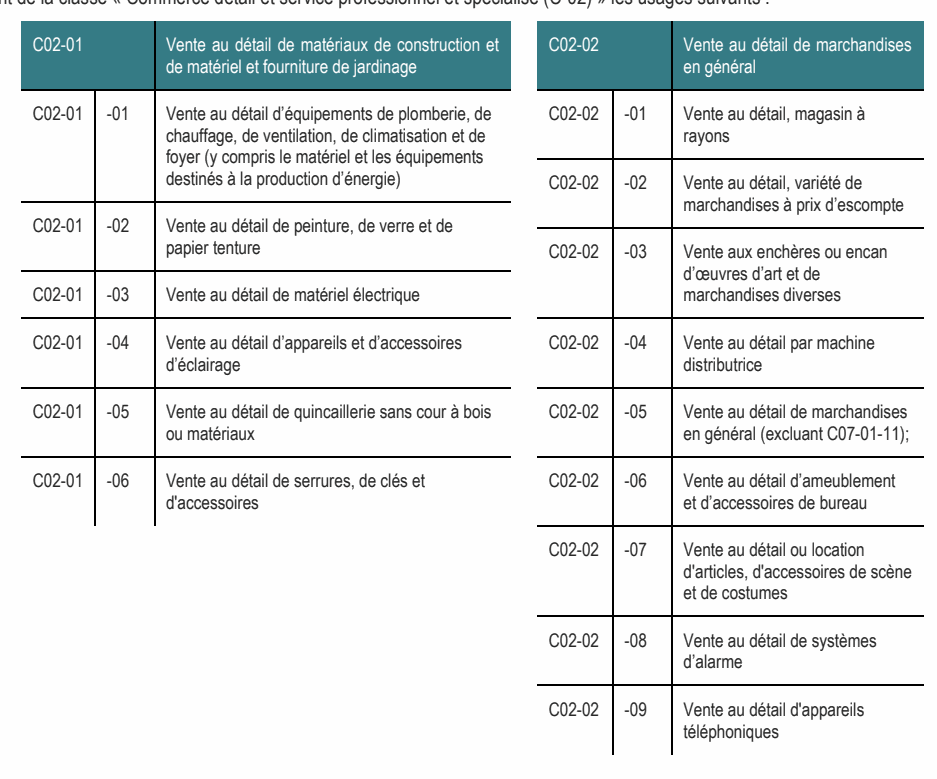 nt de la classe « Commerce détail et service professionnel et spécialisé (C-02) » les usages suivants :
C02-01 Vente au détail de matériaux de construction et
de matériel et fourniture de jardinage
C02-01 -01 Vente au détail d'équipements de plomberie, de
chauffage, de ventilation, de climatisation et de
foyer (y compris le matériel et les équipements
destinés à la production d'énergie)
C02-01 -02 Vente au détail de peinture, de verre et de
papier tenture
C02-01 -03 Vente au détail de matériel électrique
C02-01 -04 Vente au détail d'appareils et d'accessoires
d'éclairage
C02-01 -05 Vente au détail de quincaillerie sans cour à bois
ou matériaux
C02-01 -06 Vente au détail de serrures, de clés et
d'accessoires
C02-02 Vente au détail de marchandises
en général
C02-02 -01 Vente au détail, magasin à
rayons
C02-02 -02 Vente au détail, variété de
marchandises à prix d'escompte
C02-02 -03 Vente aux enchères ou encan
d'œuvres d'art et de
marchandises diverses
C02-02 -04 Vente au détail par machine
distributrice
C02-02 -05 Vente au détail de marchandises
en général (excluant C07-01-11);
C02-02 -06 Vente au détail d'ameublement
et d'accessoires de bureau
C02-02 -07 Vente au détail ou location
d'articles, d'accessoires de scène
et de costumes
C02-02 -08 Vente au détail de systèmes
d'alarme
C02-02 -09 Vente au détail d'appareils
téléphoniques